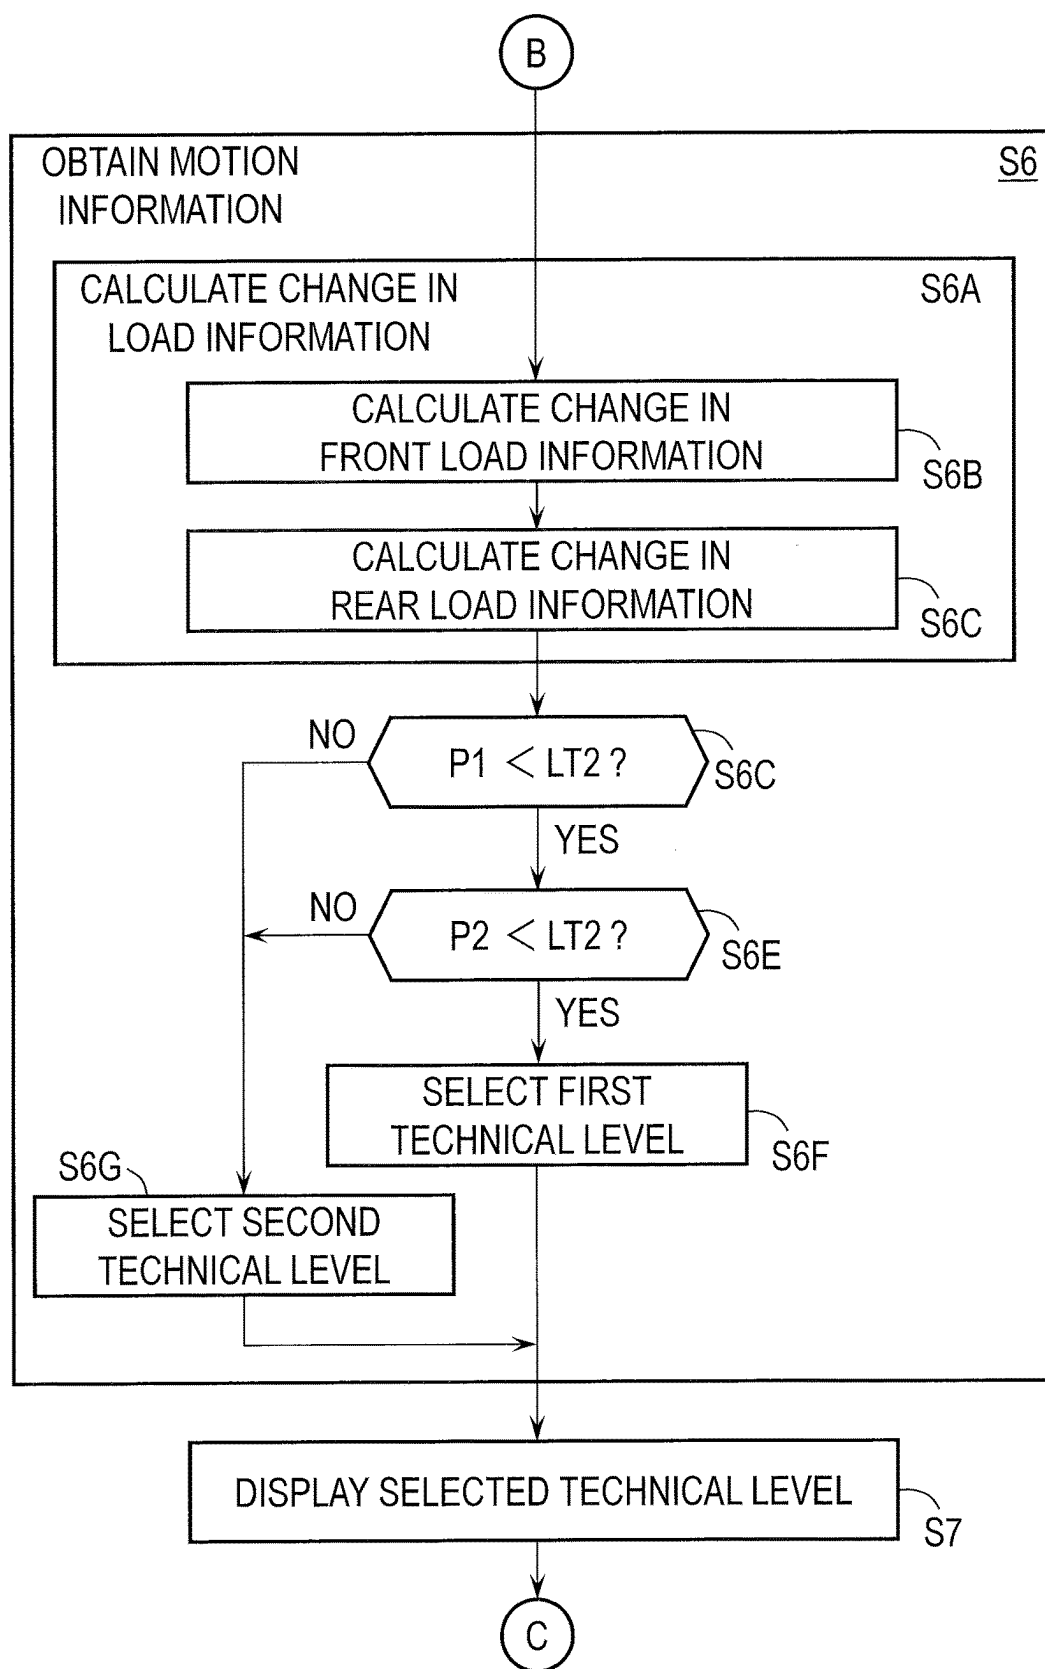 B
OBTAIN MOTION
INFORMATION
S6
CALCULATE CHANGE IN
LOAD INFORMATION
S6A
CALCULATE CHANGE IN
FRONT LOAD INFORMATION
S6B
CALCULATE CHANGE IN
REAR LOAD INFORMATION
S6C
NO
P1 < LT2 ?
S6C
YES
NO
P2 < LT2 ?
S6E
YES
SELECT FIRST
TECHNICAL LEVEL
S6F
S6G
SELECT SECOND
TECHNICAL LEVEL
DISPLAY SELECTED TECHNICAL LEVEL
S7
C